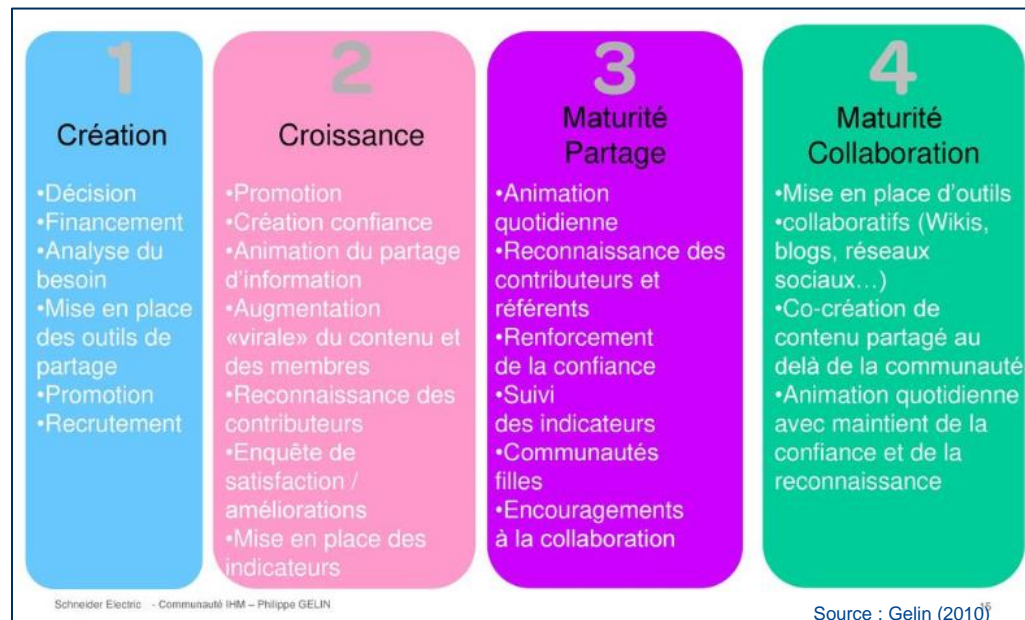 1
Création
•Décision
•Financement
•Analyse du
besoin
•Mise en place
des outils de
partage
•Promotion
•Recrutement
2
Croissance
•Promotion
•Création confiance
•Animation du partage
d'information
•Augmentation
«virale» du contenu et
des membres
•Reconnaissance des
contributeurs
•Enquête de
satisfaction /
améliorations
•Mise en place des
indicateurs
3
Maturité
Partage
•Animation
quotidienne
•Reconnaissance des
contributeurs et
référents
•Renforcement
de la confiance
•Suivi
des indicateurs
•Communautés
filles
•Encouragements
à la collaboration
4
Maturité
Collaboration
•Mise en place d'outils
•collaboratifs (Wikis,
blogs, réseaux
sociaux…)
•Co-création de
contenu partagé au
delà de la communauté
•Animation quotidienne
avec maintient de la
confiance et de la
reconnaissance
Schneider Electric - Communauté IHM – Philippe GELIN
Source : Gelin (2010)